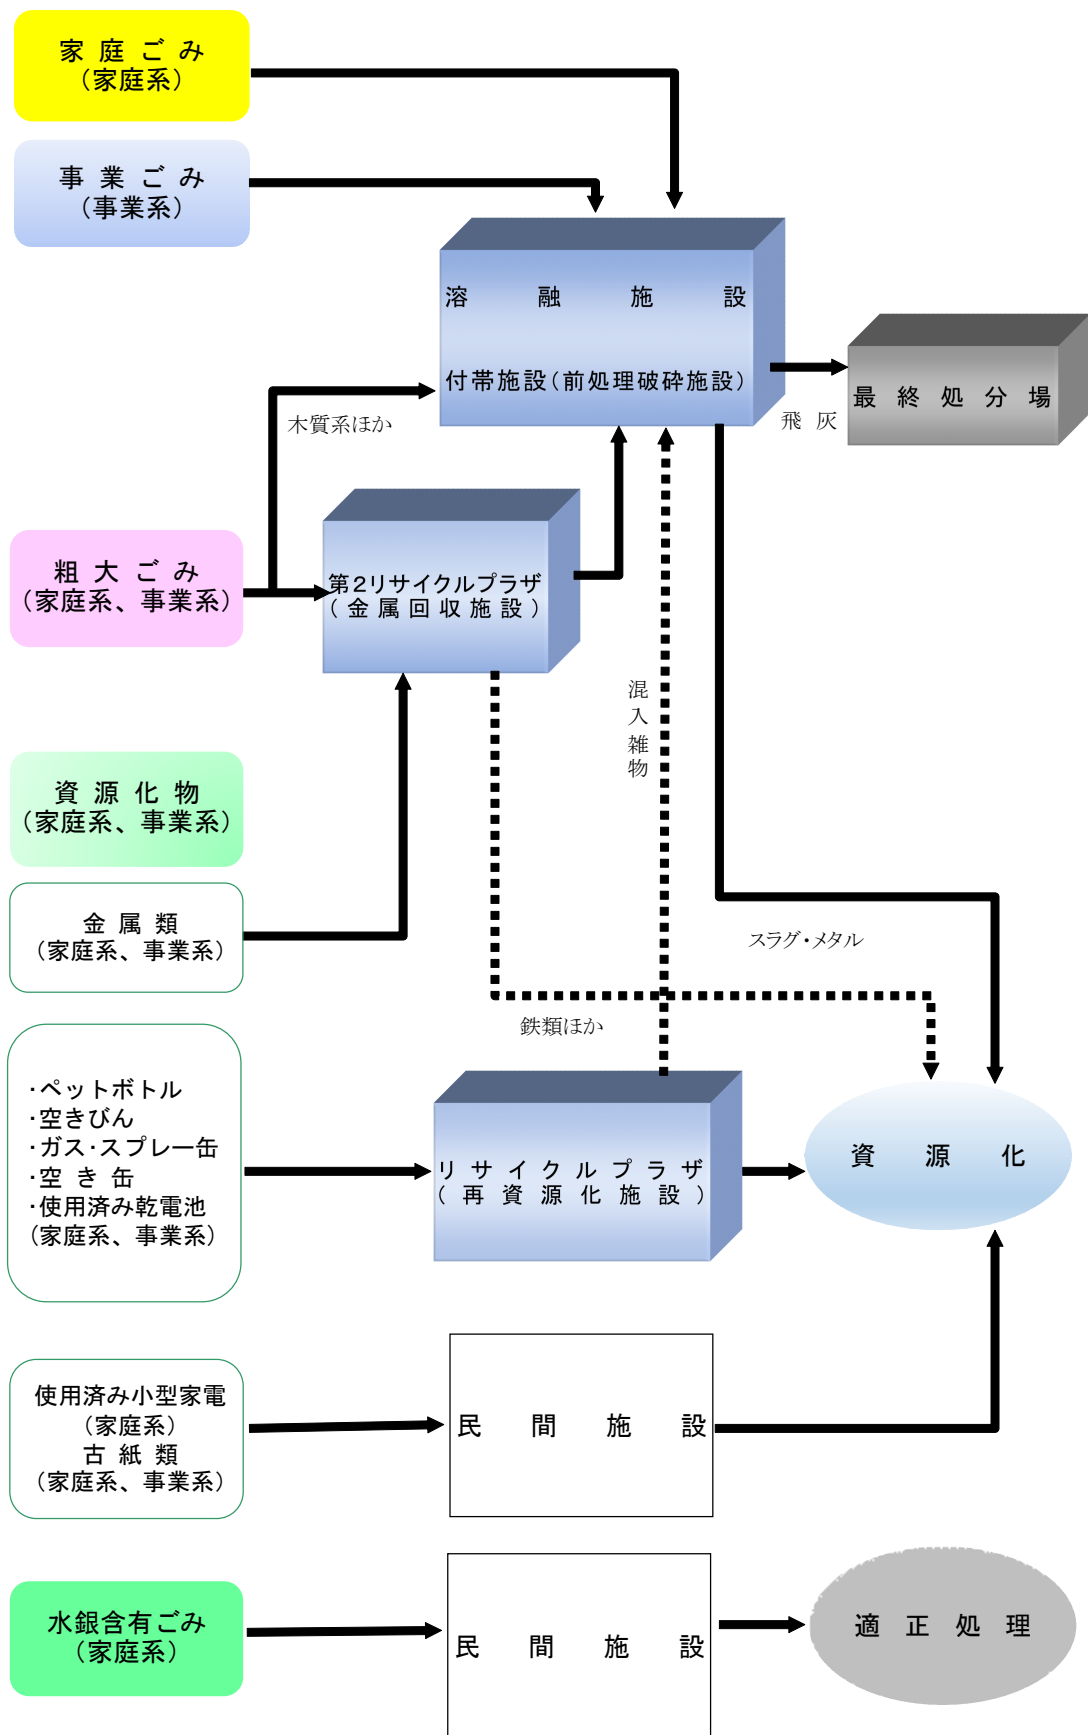 家庭ごみ
（家庭系）
事業ごみ
（事業系）
溶融施設
付帯施設（前処理破砕施設）
最終処分場
飛灰
木質系ほか
粗大ごみ
（家庭系、事業系）
第2リサイクルプラザ
（金属回収施設）
混入雑物
資源化物
（家庭系、事業系）
金属類
（家庭系、事業系）
スラグ・メタル
鉄類ほか
・ペットボトル
・空きびん
・ガス・スプレー缶
・空き缶
・使用済み乾電池
（家庭系、事業系）
リサイクルプラザ
（再資源化施設）
資源化
使用済み小型家電
（家庭系）
古紙類
（家庭系、事業系）
民間施設
水銀含有ごみ
（家庭系）
民間施設
適正処理